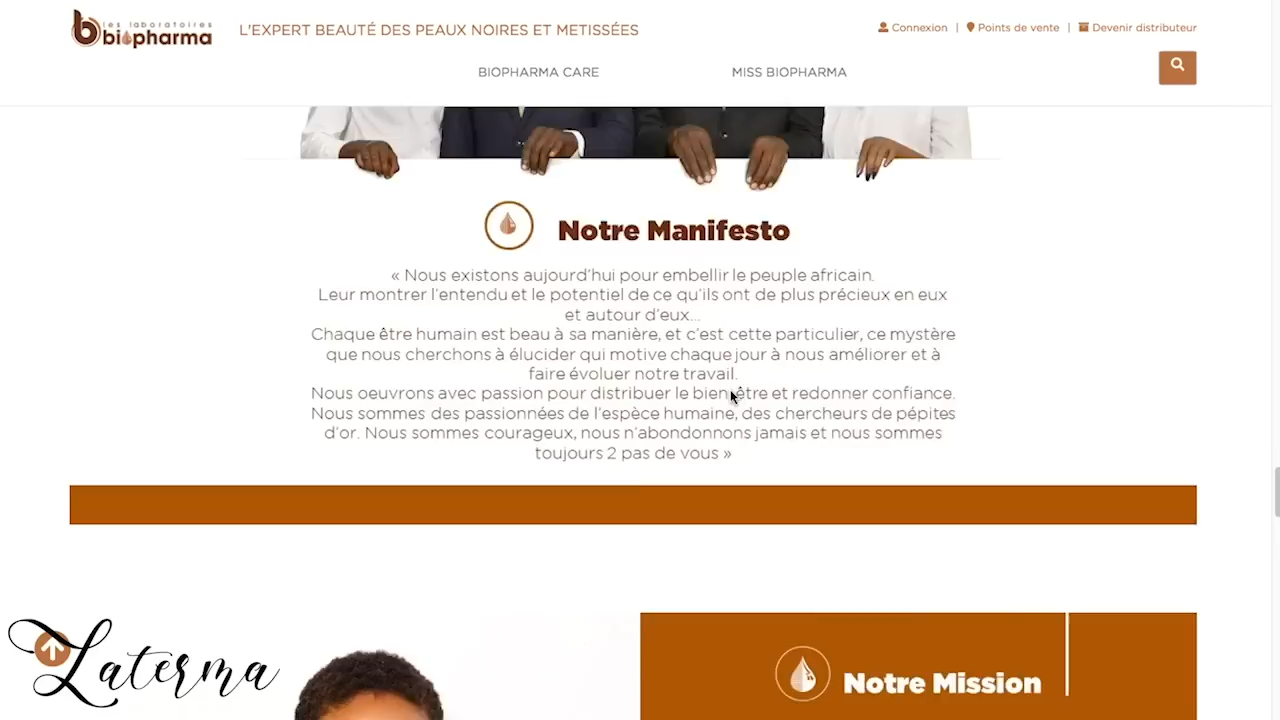 les laboratoires
biopharma
L'EXPERT BEAUTÉ DES PEAUX NOIRES ET METISSÉES
Connexion | Points de vente | Devenir distributeur
BIOPHARMA CARE MISS BIOPHARMA
Notre Manifesto
« Nous existons aujourd'hui pour embellir le peuple africain.
Leur montrer l'entendu et le potentiel de ce qu'ils ont de plus précieux en eux
et autour d'eux...
Chaque être humain est beau à sa manière, et c'est cette particulier, ce mystère
que nous cherchons à élucider qui motive chaque jour à nous améliorer et à
faire évoluer notre travail.
Nous oeuvrons avec passion pour distribuer le bien être et redonner confiance.
Nous sommes des passionnées de l'espèce humaine, des chercheurs de pépites
d'or. Nous sommes courageux, nous n'abondonnons jamais et nous sommes
toujours 2 pas de vous »
Notre Mission
Laterma